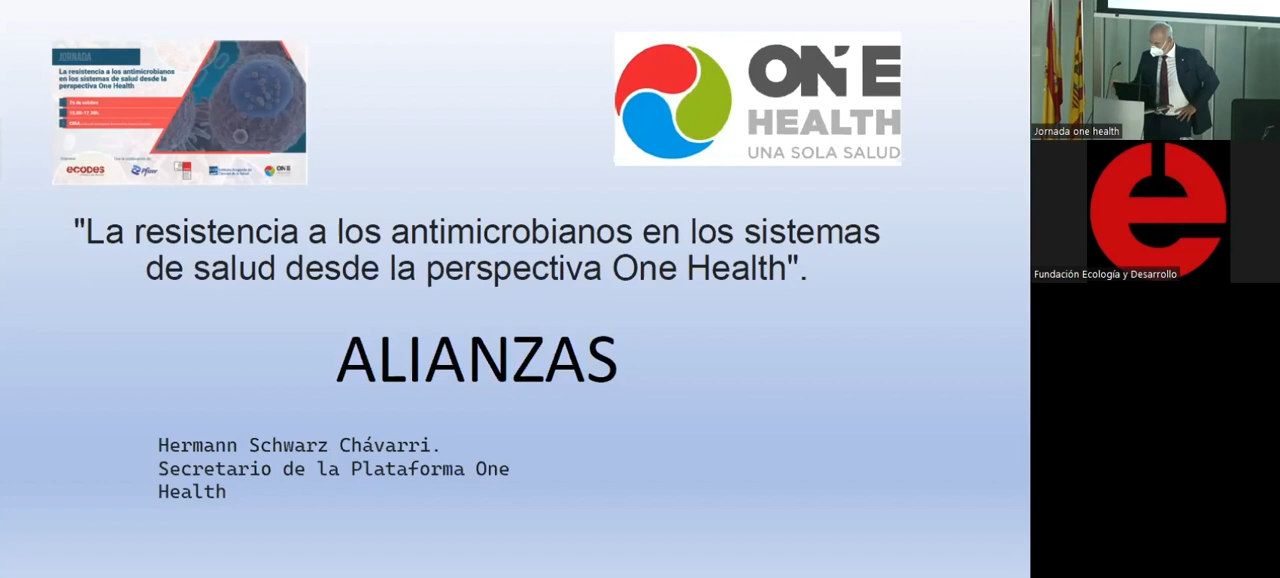 JORNADA
La resistencia a los antimicrobianos
en los sistemas de salud desde la
perspectiva One Health
ecodes
Pfizer
ONE
HEALTH
UNA SOLA SALUD
"La resistencia a los antimicrobianos en los sistemas
de salud desde la perspectiva One Health".
ALIANZAS
Hermann Schwarz Chávarri.
Secretario de la Plataforma One
Health
Jornada one health
Fundación Ecología y Desarrollo